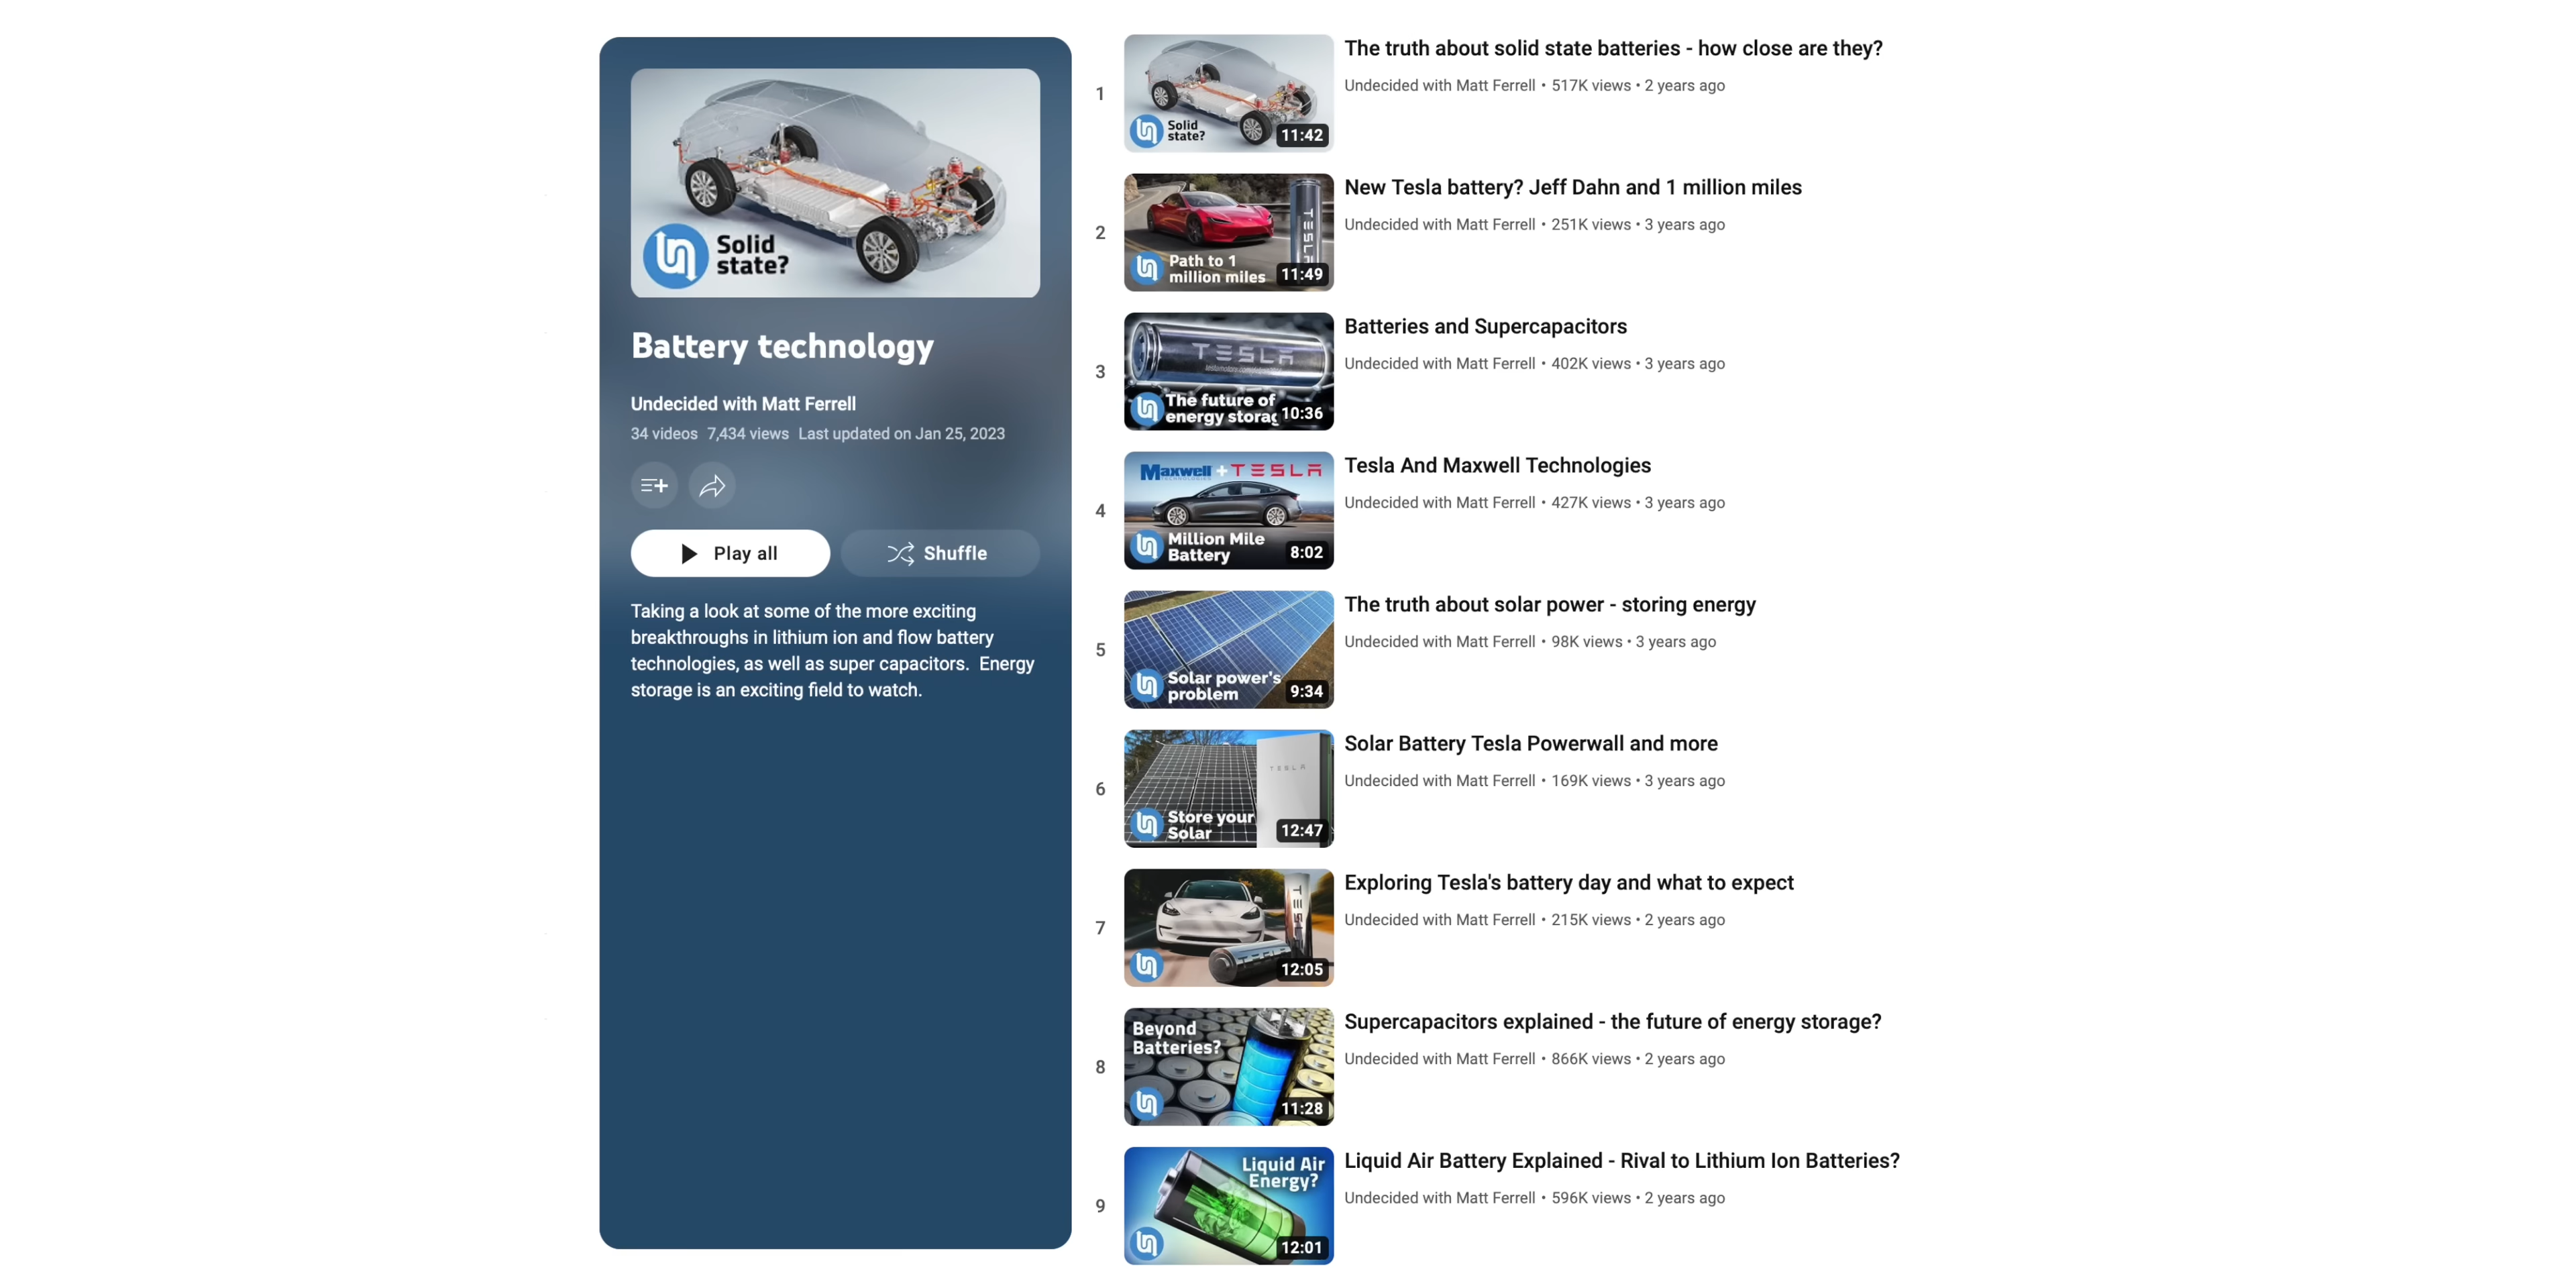 Solid
state?
Battery technology
Undecided with Matt Ferrell
34 videos 7,434 views Last updated on Jan 25, 2023
Play all
Shuffle
Taking a look at some of the more exciting
breakthroughs in lithium ion and flow battery
technologies, as well as super capacitors. Energy
storage is an exciting field to watch.
1
Solid
state?
11:42
The truth about solid state batteries - how close are they?
Undecided with Matt Ferrell • 517K views • 2 years ago
2
TESLA
Path to 1
million miles
11:49
New Tesla battery? Jeff Dahn and 1 million miles
Undecided with Matt Ferrell • 251K views • 3 years ago
3
TESLA
The future of
energy storag
10:36
Batteries and Supercapacitors
Undecided with Matt Ferrell • 402K views • 3 years ago
4
Maxwell + TESLA
TECHNOLOGIES
Million Mile
Battery
8:02
Tesla And Maxwell Technologies
Undecided with Matt Ferrell • 427K views • 3 years ago
5
Solar power's
problem
9:34
The truth about solar power - storing energy
Undecided with Matt Ferrell • 98K views • 3 years ago
6
TESLA
Store your
Solar
12:47
Solar Battery Tesla Powerwall and more
Undecided with Matt Ferrell • 169K views • 3 years ago
7
TESL
12:05
Exploring Tesla's battery day and what to expect
Undecided with Matt Ferrell • 215K views • 2 years ago
8
Beyond
Batteries?
11:28
Supercapacitors explained - the future of energy storage?
Undecided with Matt Ferrell • 866K views • 2 years ago
9
Liquid Air
Energy?
12:01
Liquid Air Battery Explained - Rival to Lithium Ion Batteries?
Undecided with Matt Ferrell • 596K views • 2 years ago